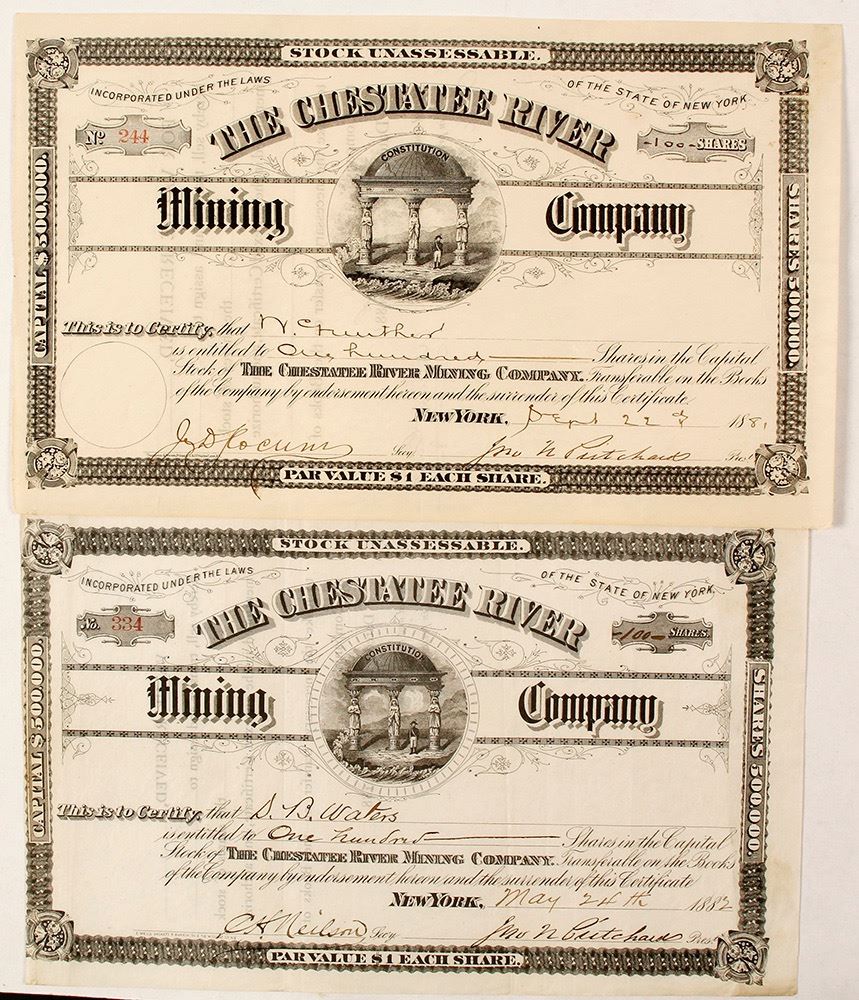 STOCK UNASSESSABLE.
INCORPORATED UNDER THE LAWS OF THE STATE OF NEW YORK
No 244
THE CHESTATEE RIVER
-100- SHARES
CONSTITUTION
Mining Company
CAPITAL $500,000.
SHARES 500,000.
This is to Certify, that W. Gunther
is entitled to One hundred Shares in the Capital
Stock of THE CHESTATEE RIVER MINING COMPANY. Transferable on the Books
of the Company by endorsement hereon and the surrender of this Certificate.
NEW YORK, Sept 22d 1881
Secy. Jno N Pritchard Prest
PAR VALUE $1 EACH SHARE.
STOCK UNASSESSABLE.
INCORPORATED UNDER THE LAWS OF THE STATE OF NEW YORK.
No. 334
THE CHESTATEE RIVER
-100- SHARES.
CONSTITUTION
Mining Company
CAPITAL $500,000.
SHARES 500,000.
This is to Certify, that D. B. Waters
is entitled to One hundred Shares in the Capital
Stock of THE CHESTATEE RIVER MINING COMPANY. Transferable on the Books
of the Company by endorsement hereon and the surrender of this Certificate
NEW YORK, May 24th 1882
C H Neilson Secy. Jno N Pritchard Prest
PAR VALUE $1 EACH SHARE.